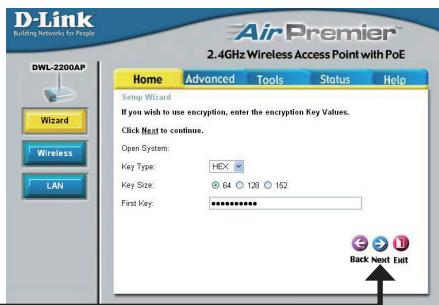 D-Link
Building Networks for People
AirPremier™
2.4GHz Wireless Access Point with PoE
DWL-2200AP
Home Advanced Tools Status Help
Setup Wizard
If you wish to use encryption, enter the encryption Key Values.
Click Next to continue.
Open System:
Key Type: HEX
Key Size: 64 128 152
First Key: ●●●●●●●●●●
Wizard
Wireless
LAN
Back Next Exit